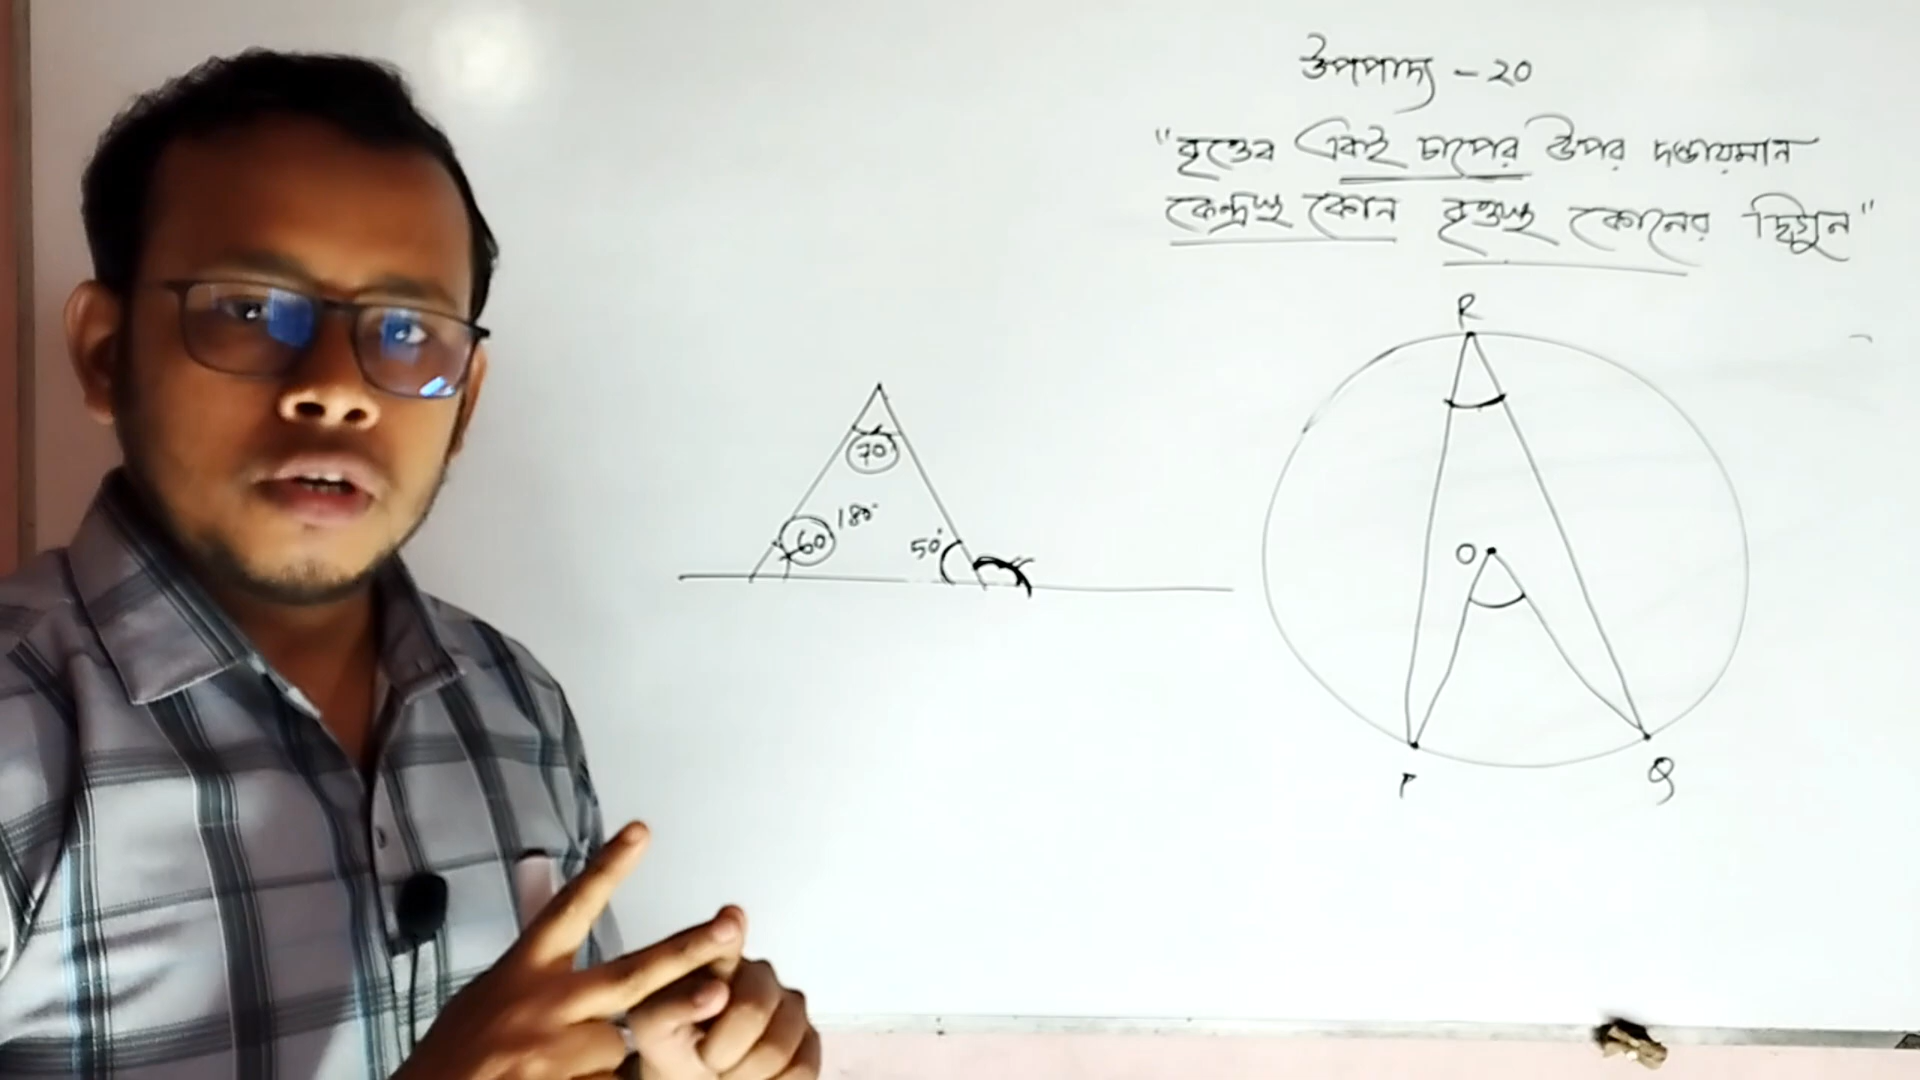 উপপাদ্য - ২০
"বৃত্তের একই চাপের উপর দণ্ডায়মান
কেন্দ্রস্থ কোন বৃত্তস্থ কোনের দ্বিগুন"
R
70
180°
60
50°
O
P
Q